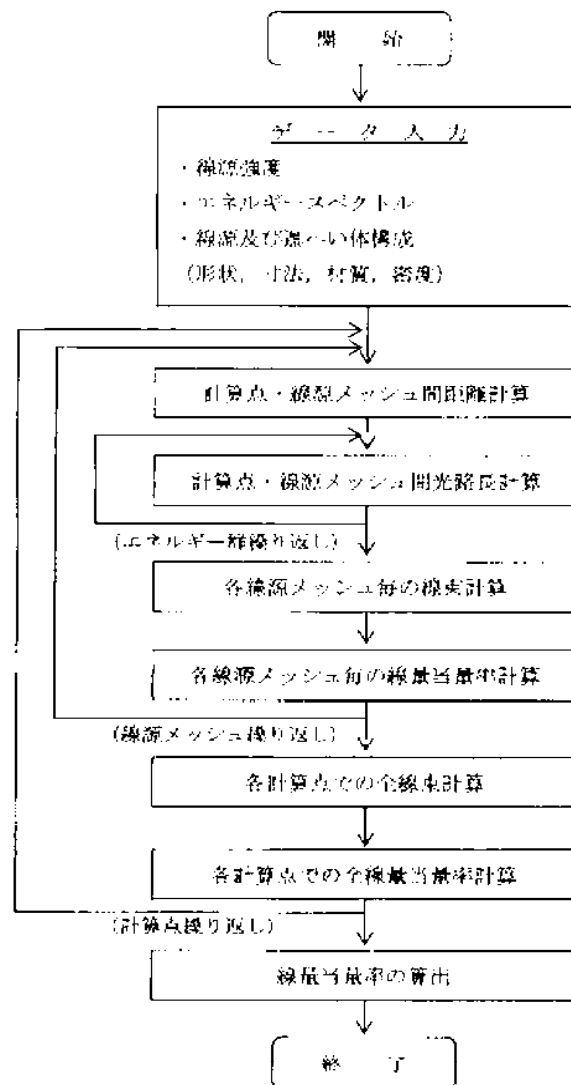 開 始
データ入力
・線源強度
・エネルギースペクトル
・線源及び遮へい体構成
(形状, 寸法, 材質, 密度)
計算点・線源メッシュ間距離計算
計算点・線源メッシュ間光路長計算
(エネルギー群繰り返し)
各線源メッシュ毎の線束計算
各線源メッシュ毎の線量当量率計算
(線源メッシュ繰り返し)
各計算点での全線束計算
各計算点での全線量当量率計算
(計算点繰り返し)
線量当量率の算出
終 了